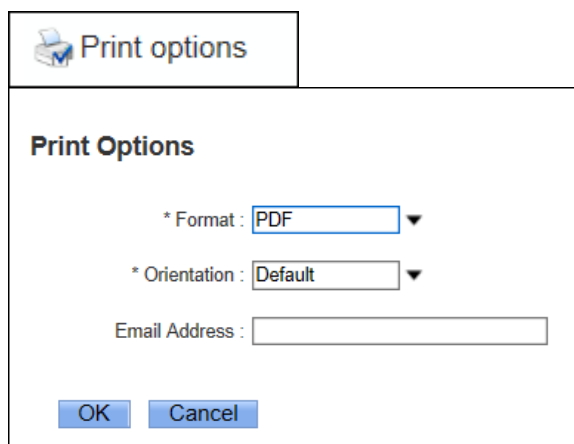 Print options
Print Options
* Format : PDF
* Orientation : Default
Email Address :
OK Cancel